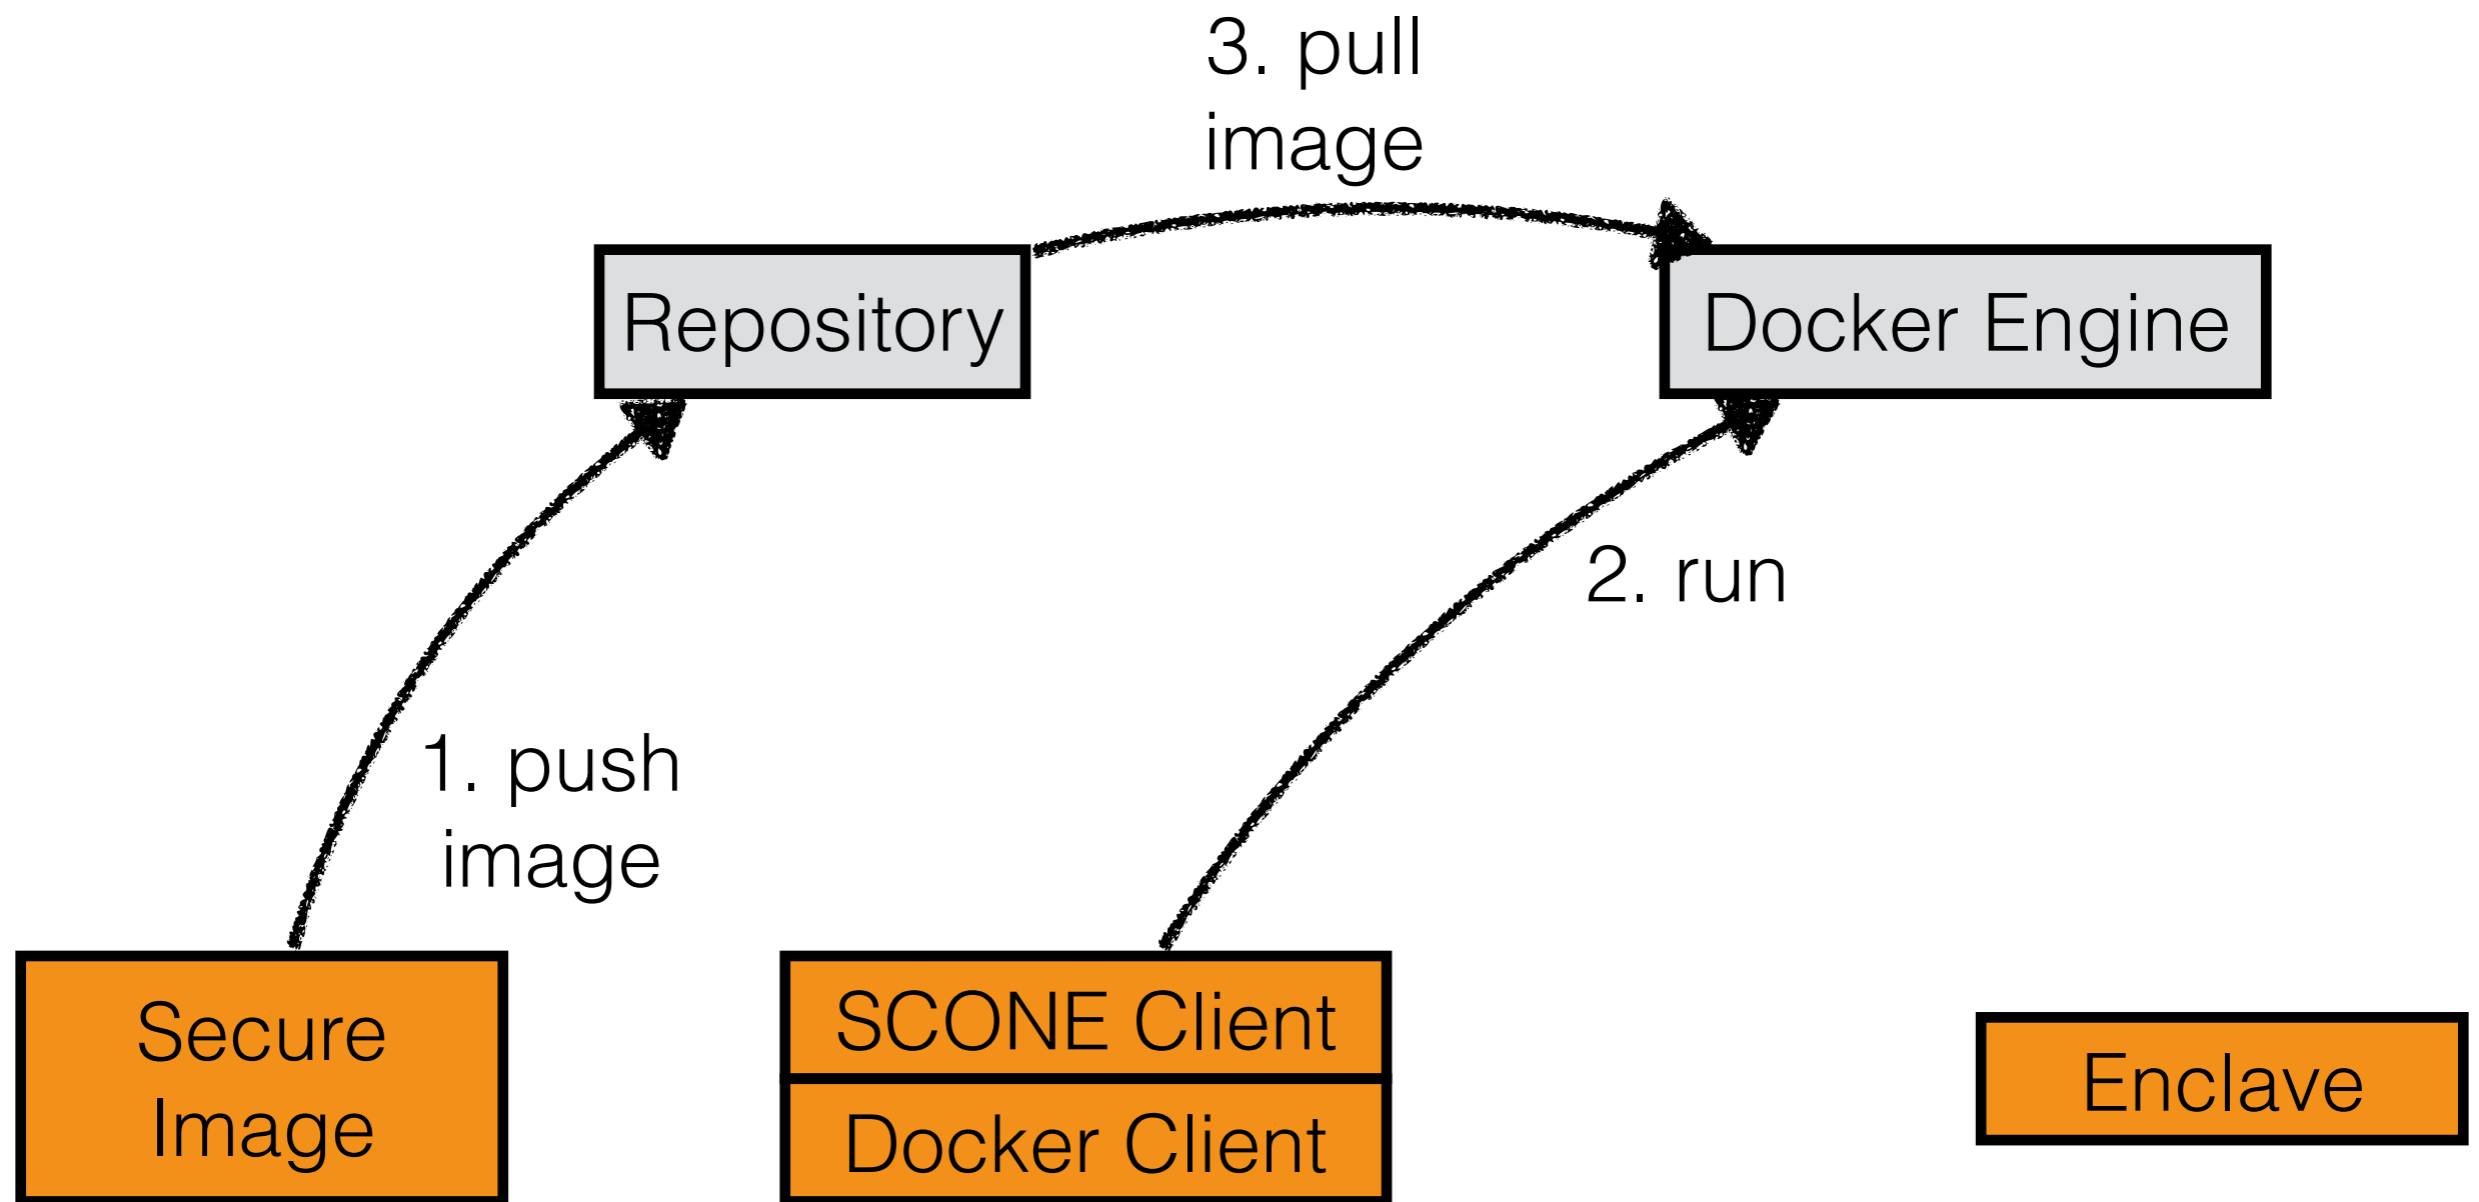 3. pull
image
Repository
Docker Engine
2. run
1. push
image
Secure
Image
SCONE Client
Docker Client
Enclave